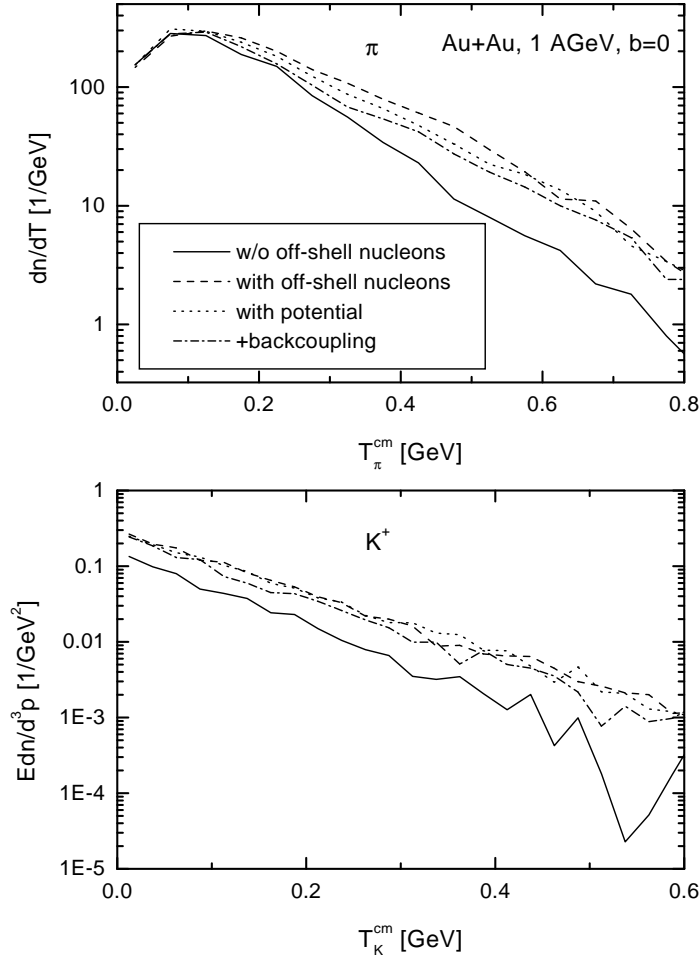 π
Au+Au, 1 AGeV, b=0
100
10
1
dn/dT [1/GeV]
w/o off-shell nucleons
with off-shell nucleons
with potential
+backcoupling
0.0 0.2 0.4 0.6 0.8
T_π^cm [GeV]
K^+
1
0.1
0.01
1E-3
1E-4
1E-5
Edn/d^3p [1/GeV^2]
0.0 0.2 0.4 0.6
T_K^cm [GeV]